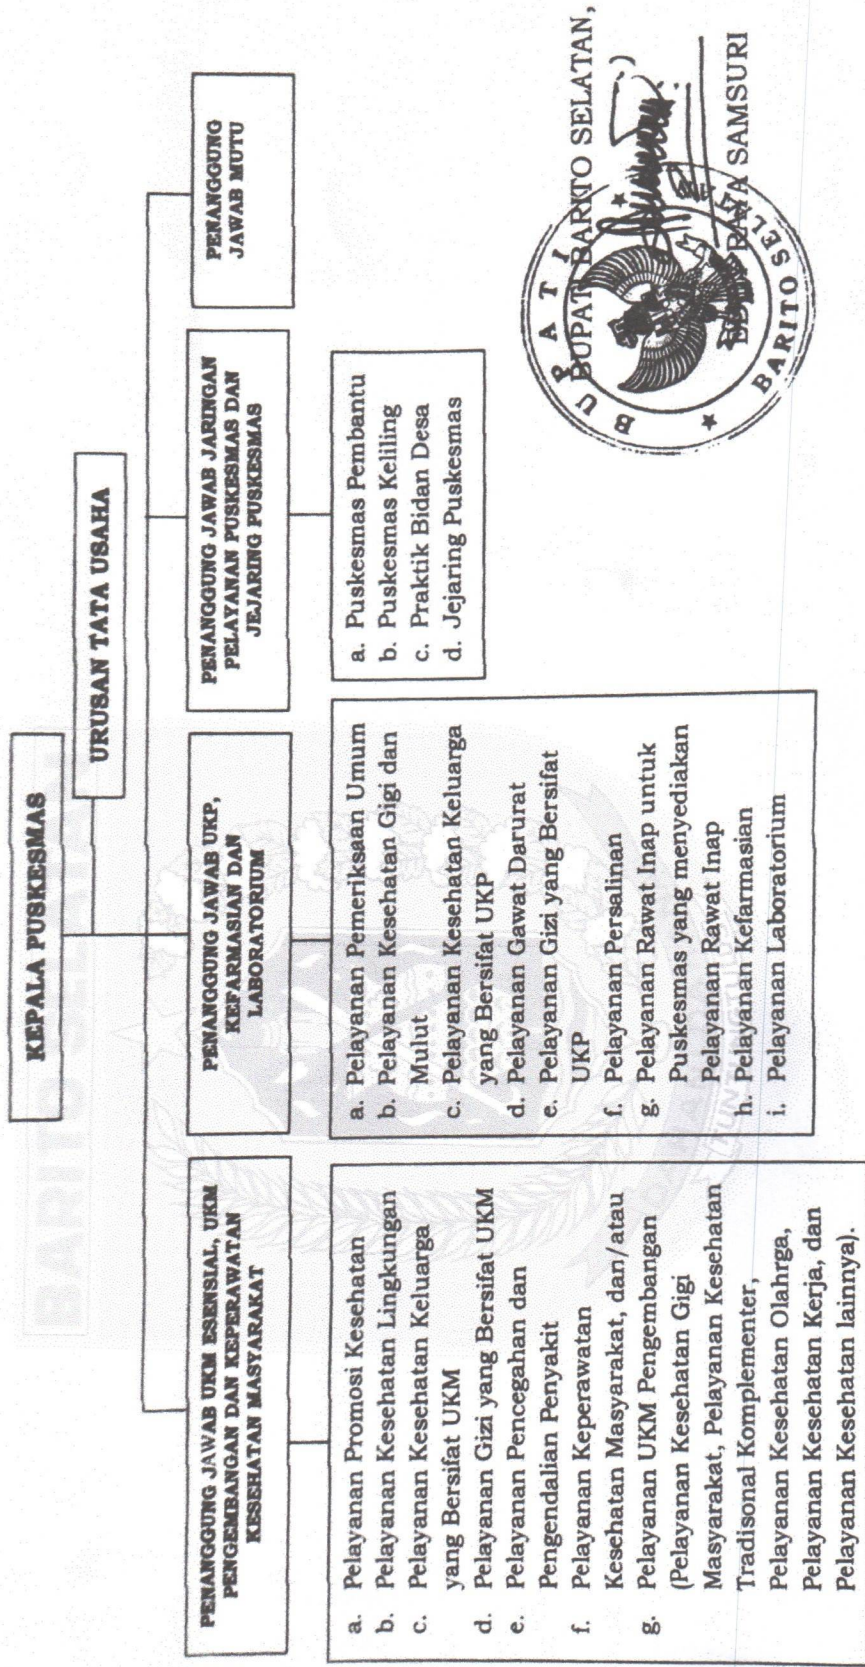 KEPALA PUSKESMAS
URUSAN TATA USAHA
PENANGGUNG JAWAB UKM ESENSIAL, UKM
PENGEMBANGAN DAN KEPERAWATAN
KESEHATAN MASYARAKAT
a. Pelayanan Promosi Kesehatan
b. Pelayanan Kesehatan Lingkungan
c. Pelayanan Kesehatan Keluarga
yang Bersifat UKM
d. Pelayanan Gizi yang Bersifat UKM
e. Pelayanan Pencegahan dan
Pengendalian Penyakit
f. Pelayanan Keperawatan
Kesehatan Masyarakat, dan/atau
g. Pelayanan UKM Pengembangan
(Pelayanan Kesehatan Gigi
Masyarakat, Pelayanan Kesehatan
Tradisonal Komplementer,
Pelayanan Kesehatan Olahrga,
Pelayanan Kesehatan Kerja, dan
Pelayanan Kesehatan lainnya).
PENANGGUNG JAWAB UKP,
KEFARMASIAN DAN
LABORATORIUM
a. Pelayanan Pemeriksaan Umum
b. Pelayanan Kesehatan Gigi dan
Mulut
c. Pelayanan Kesehatan Keluarga
yang Bersifat UKP
d. Pelayanan Gawat Darurat
e. Pelayanan Gizi yang Bersifat
UKP
f. Pelayanan Persalinan
g. Pelayanan Rawat Inap untuk
Puskesmas yang menyediakan
Pelayanan Rawat Inap
h. Pelayanan Kefarmasian
i. Pelayanan Laboratorium
PENANGGUNG JAWAB JARINGAN
PELAYANAN PUSKESMAS DAN
JEJARING PUSKESMAS
a. Puskesmas Pembantu
b. Puskesmas Keliling
c. Praktik Bidan Desa
d. Jejaring Puskesmas
PENANGGUNG
JAWAB MUTU
BUPATI BARITO SELATAN,
BUPATI
BARITO SELATAN
RAYA SAMSURI
BARITO SELATAN